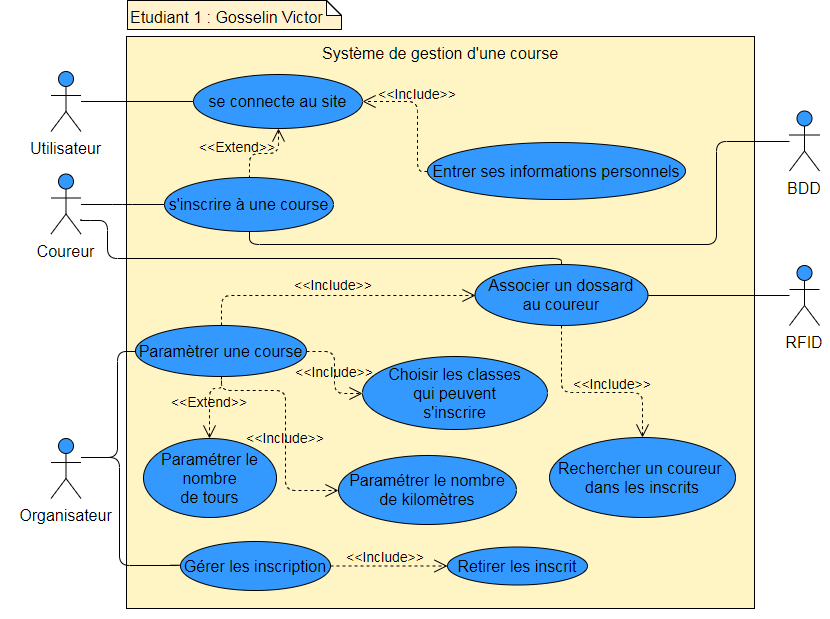 Etudiant 1 : Gosselin Victor
Système de gestion d'une course
se connecte au site
<<Include>>
Utilisateur
<<Extend>>
Entrer ses informations personnels
BDD
s'inscrire à une course
Coureur
<<Include>>
Associer un dossard
au coureur
RFID
Paramètrer une course
<<Include>>
Choisir les classes
qui peuvent
s'inscrire
<<Include>>
<<Extend>>
<<Include>>
Paramétrer le
nombre
de tours
Paramétrer le nombre
de kilomètres
Rechercher un coureur
dans les inscrits
Organisateur
Gérer les inscription
<<Include>>
Retirer les inscrit